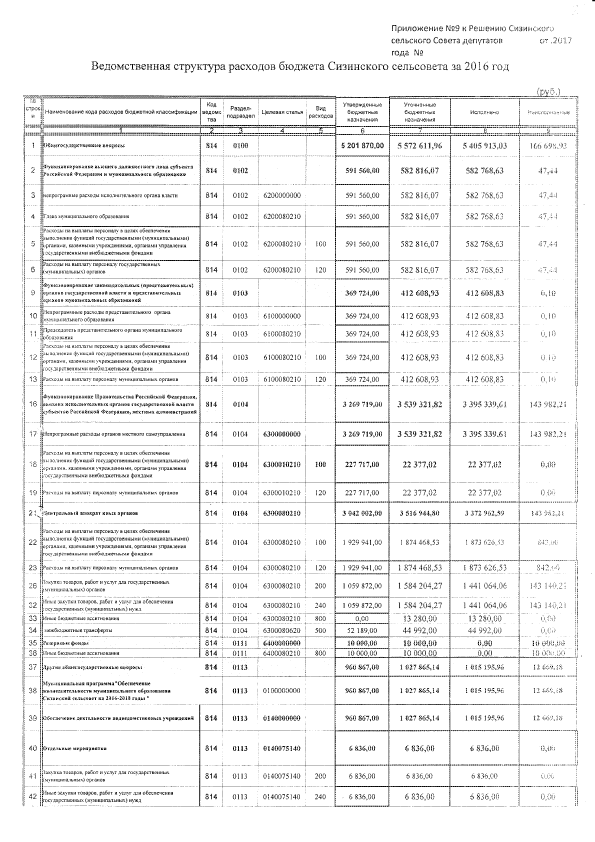 Приложение №9 к Решению Сизинского
сельского Совета депутатов от .2017
года №
Ведомственная структура расходов бюджета Сизинского сельсовета за 2016 год
(руб.)
Наименование кода расходов бюджетной классификации Код ведомства Раздел-подраздел Целевая статья Вид расходов Утвержденные бюджетные назначения Уточненные бюджетные назначения Исполнено
1 2 3 4 5 6 7 8 9
1 Общегосударственные вопросы 814 0100 5 201 870,00 5 572 611,96 5 405 913,03 166 698,93
2 Функционирование высшего должностного лица субъекта Российской Федерации и муниципального образования 814 0102 591 560,00 582 816,07 582 768,63 47,44
3 непрограммные расходы исполнительного органа власти 814 0102 6200000000 591 560,00 582 816,07 582 768,63 47,44
4 Глава муниципального образования 814 0102 6200080210 591 560,00 582 816,07 582 768,63 47,44
5 Расходы на выплаты персоналу в целях обеспечения выполнения функций государственными (муниципальными) органами, казенными учреждениями, органами управления государственными внебюджетными фондами 814 0102 6200080210 100 591 560,00 582 816,07 582 768,63 47,44
6 Расходы на выплату персоналу государственных (муниципальных) органов 814 0102 6200080210 120 591 560,00 582 816,07 582 768,63 47,44
9 Функционирование законодательных (представительных) органов государственной власти и представительных органов муниципальных образований 814 0103 369 724,00 412 608,93 412 608,83 0,10
10 Непрограммные расходы представительного органа муниципального образования 814 0103 6100000000 369 724,00 412 608,93 412 608,83 0,10
11 Председатель представительного органа муниципального образования 814 0103 6100080210 369 724,00 412 608,93 412 608,83 0,10
12 Расходы на выплаты персоналу в целях обеспечения выполнения функций государственными (муниципальными) органами, казенными учреждениями, органами управления государственными внебюджетными фондами 814 0103 6100080210 100 369 724,00 412 608,93 412 608,83 0,10
13 Расходы на выплату персоналу муниципальных органов 814 0103 6100080210 120 369 724,00 412 608,93 412 608,83 0,10
16 Функционирование Правительства Российской Федерации, высших исполнительных органов государственной власти субъектов Российской Федерации, местных администраций 814 0104 3 269 719,00 3 539 321,82 3 395 339,61 143 982,21
17 Непрограммные расходы органов местного самоуправления 814 0104 6300000000 3 269 719,00 3 539 321,82 3 395 339,61 143 982,21
18 Расходы на выплаты персоналу в целях обеспечения выполнения функций государственными (муниципальными) органами, казенными учреждениями, органами управления государственными внебюджетными фондами 814 0104 6300010210 100 227 717,00 22 377,02 22 377,02 0,00
19 Расходы на выплату персоналу муниципальных органов 814 0104 6300010210 120 227 717,00 22 377,02 22 377,02 0,00
21 Центральный аппарат иных органов 814 0104 6300080210 3 042 002,00 3 516 944,80 3 372 962,59 143 982,21
22 Расходы на выплаты персоналу в целях обеспечения выполнения функций государственными (муниципальными) органами, казенными учреждениями, органами управления государственными внебюджетными фондами 814 0104 6300080210 100 1 929 941,00 1 874 468,53 1 873 626,53 842,00
23 Расходы на выплату персоналу муниципальных органов 814 0104 6300080210 120 1 929 941,00 1 874 468,53 1 873 626,53 842,00
26 Закупки товаров, работ и услуг для государственных муниципальных) органов 814 0104 6300080210 200 1 059 872,00 1 584 204,27 1 441 064,06 143 140,21
32 Иные закупки товаров, работ и услуг для обеспечения государственных (муниципальных) нужд 814 0104 6300080210 240 1 059 872,00 1 584 204,27 1 441 064,06 143 140,21
33 Иные бюджетные ассигнования 814 0104 6300080210 800 0,00 13 280,00 13 280,00 0,00
34 межбюджетные трансферты 814 0104 6300080620 500 52 189,00 44 992,00 44 992,00 0,00
35 Резервные фонды 814 0111 6400000000 10 000,00 10 000,00 0,00 10 000,00
36 Иные бюджетные ассигнования 814 0111 6400080210 800 10 000,00 10 000,00 0,00 10 000,00
37 Другие общегосударственные вопросы 814 0113 960 867,00 1 027 865,14 1 015 195,96 12 669,18
38 Муниципальная программа "Обеспечение жизнедеятельности муниципального образования Сизинский сельсовет на 2016-2018 годы " 814 0113 0100000000 960 867,00 1 027 865,14 1 015 195,96 12 669,18
39 Обеспечение деятельности подведомственных учреждений 814 0113 0140000000 960 867,00 1 027 865,14 1 015 195,96 12 669,18
40 Отдельные мероприятия 814 0113 0140075140 6 836,00 6 836,00 6 836,00 0,00
41 Закупки товаров, работ и услуг для государственных (муниципальных) органов 814 0113 0140075140 200 6 836,00 6 836,00 6 836,00 0,00
42 Иные закупки товаров, работ и услуг для обеспечения государственных (муниципальных) нужд 814 0113 0140075140 240 6 836,00 6 836,00 6 836,00 0,00